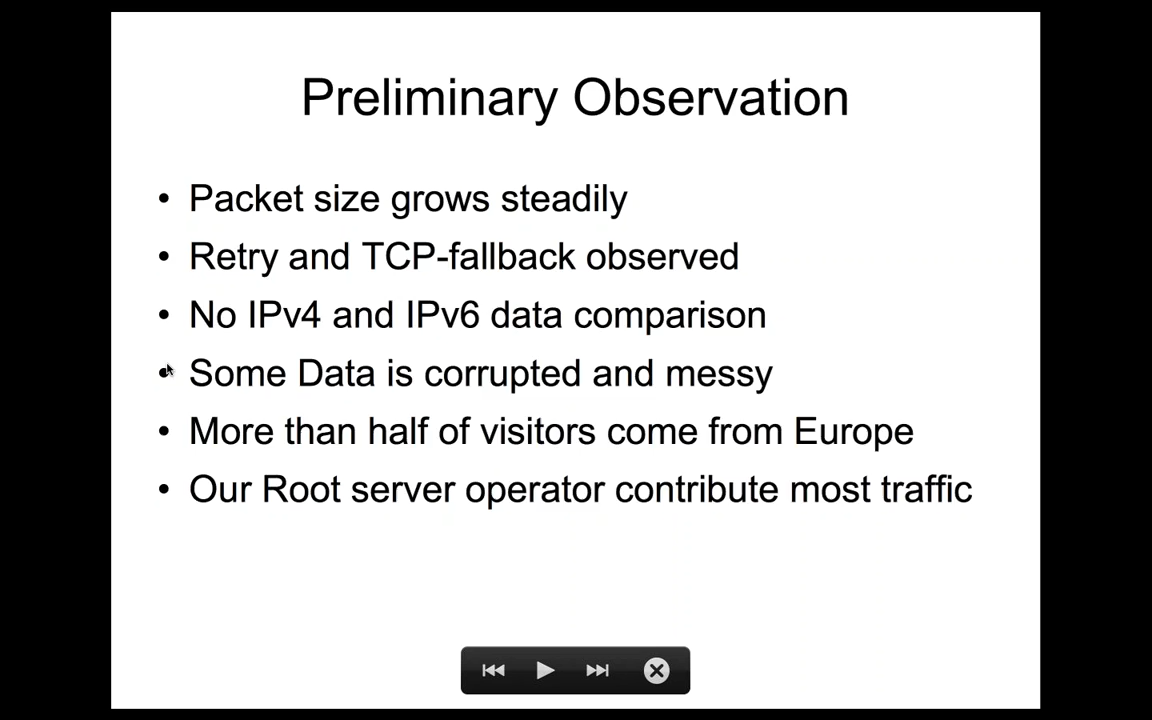 Preliminary Observation
• Packet size grows steadily
• Retry and TCP-fallback observed
• No IPv4 and IPv6 data comparison
• Some Data is corrupted and messy
• More than half of visitors come from Europe
• Our Root server operator contribute most traffic